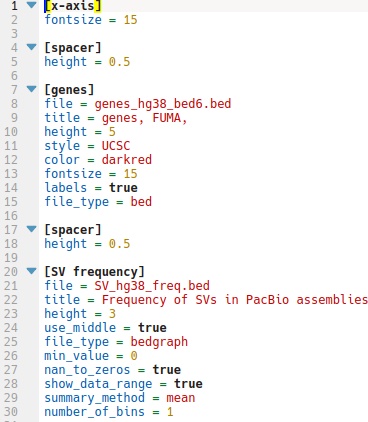 1 [x-axis]
2 fontsize = 15
3
4 [spacer]
5 height = 0.5
6
7 [genes]
8 file = genes_hg38_bed6.bed
9 title = genes, FUMA,
10 height = 5
11 style = UCSC
12 color = darkred
13 fontsize = 15
14 labels = true
15 file_type = bed
16
17 [spacer]
18 height = 0.5
19
20 [SV frequency]
21 file = SV_hg38_freq.bed
22 title = Frequency of SVs in PacBio assemblies
23 height = 3
24 use_middle = true
25 file_type = bedgraph
26 min_value = 0
27 nan_to_zeros = true
28 show_data_range = true
29 summary_method = mean
30 number_of_bins = 1